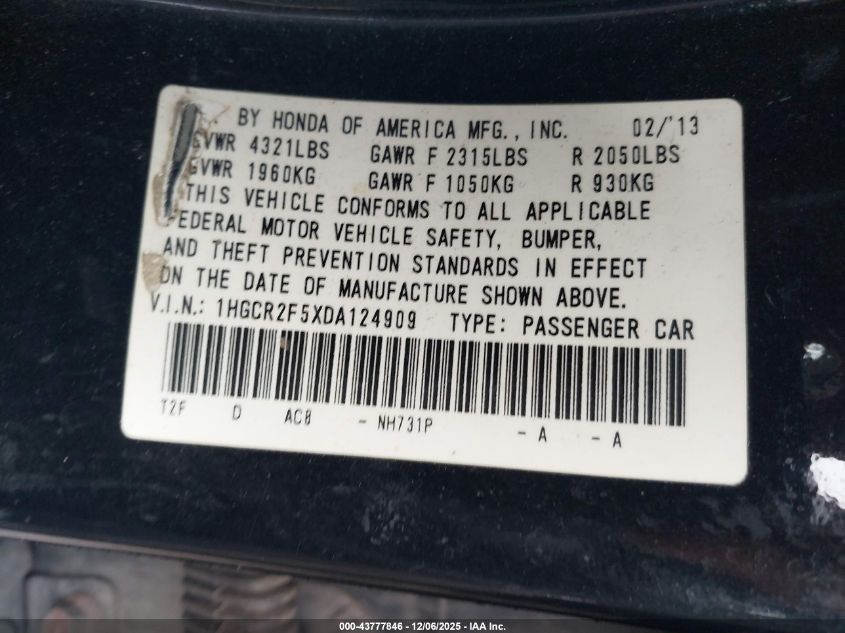 BY HONDA OF AMERICA MFG., INC. 02/'13
GVWR 4321LBS GAWR F 2315LBS R 2050LBS
GVWR 1960KG GAWR F 1050KG R 930KG
THIS VEHICLE CONFORMS TO ALL APPLICABLE
FEDERAL MOTOR VEHICLE SAFETY, BUMPER,
AND THEFT PREVENTION STANDARDS IN EFFECT
ON THE DATE OF MANUFACTURE SHOWN ABOVE.
V.I.N.: 1HGCR2F5XDA124909 TYPE: PASSENGER CAR
T2F D AC8 - NH731P - A - A
000-43777846 - 12/06/2025 - IAA Inc.